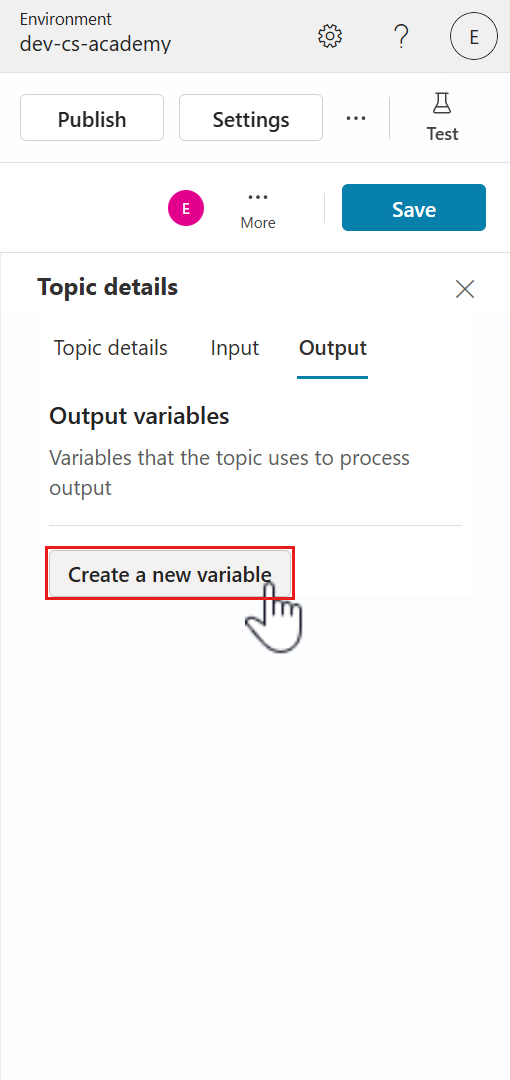 Environment
dev-cs-academy
E
Publish
Settings
Test
E
More
Save
Topic details
Topic details
Input
Output
Output variables
Variables that the topic uses to process
output
Create a new variable